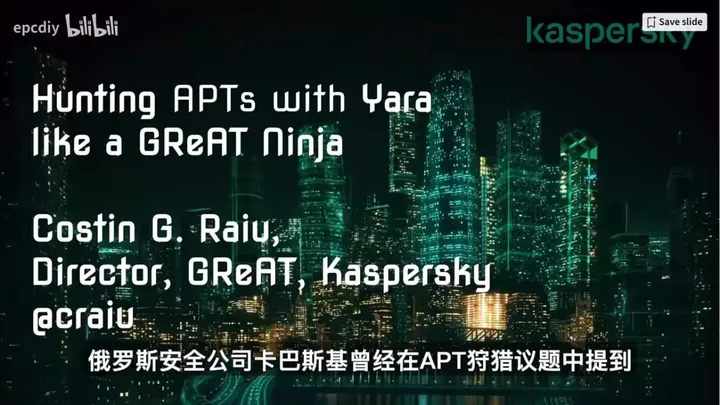 epcdiy bilibili
kaspersky
Save slide
Hunting APTs with Yara
like a GReAT Ninja
Costin G. Raiu,
Director, GReAT, Kaspersky
@craiu
俄罗斯安全公司卡巴斯基曾经在APT狩猎议题中提到